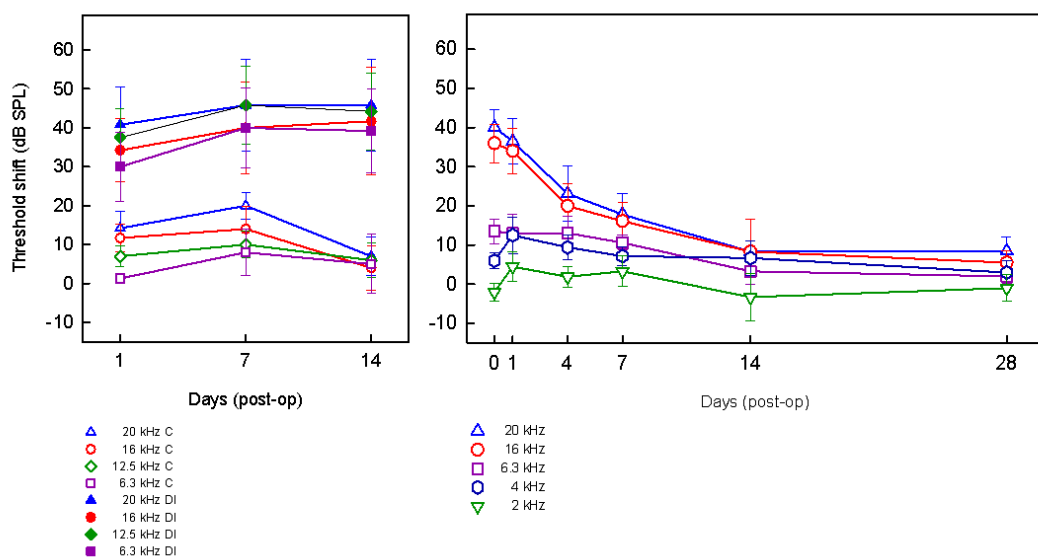 Threshold shift (dB SPL)
60
50
40
30
20
10
0
-10
1 7 14
Days (post-op)
20 kHz C
16 kHz C
12.5 kHz C
6.3 kHz C
20 kHz DI
16 kHz DI
12.5 kHz DI
6.3 kHz DI
60
50
40
30
20
10
0
-10
0 1 4 7 14 28
Days (post-op)
20 kHz
16 kHz
6.3 kHz
4 kHz
2 kHz